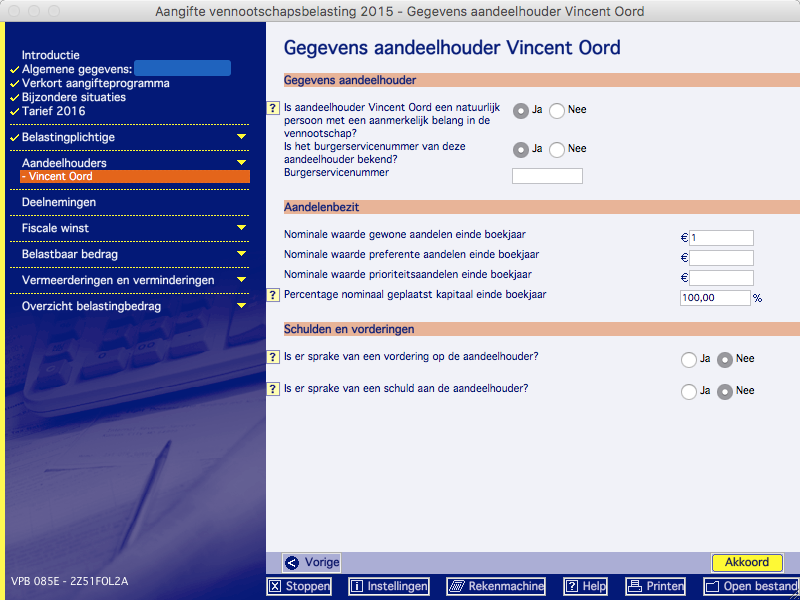 Aangifte vennootschapsbelasting 2015 - Gegevens aandeelhouder Vincent Oord
Introductie
Algemene gegevens:
Verkort aangifteprogramma
Bijzondere situaties
Tarief 2016
Belastingplichtige
Aandeelhouders
- Vincent Oord
Deelnemingen
Fiscale winst
Belastbaar bedrag
Vermeerderingen en verminderingen
Overzicht belastingbedrag
VPB 085E - 2Z51FOL2A
Gegevens aandeelhouder Vincent Oord
Gegevens aandeelhouder
? Is aandeelhouder Vincent Oord een natuurlijk Ja Nee
persoon met een aanmerkelijk belang in de
vennootschap?
Is het burgerservicenummer van deze Ja Nee
aandeelhouder bekend?
Burgerservicenummer
Aandelenbezit
Nominale waarde gewone aandelen einde boekjaar € 1
Nominale waarde preferente aandelen einde boekjaar €
Nominale waarde prioriteitsaandelen einde boekjaar €
? Percentage nominaal geplaatst kapitaal einde boekjaar 100,00 %
Schulden en vorderingen
? Is er sprake van een vordering op de aandeelhouder? Ja Nee
? Is er sprake van een schuld aan de aandeelhouder? Ja Nee
Vorige Akkoord
Stoppen Instellingen Rekenmachine ? Help Printen Open bestand